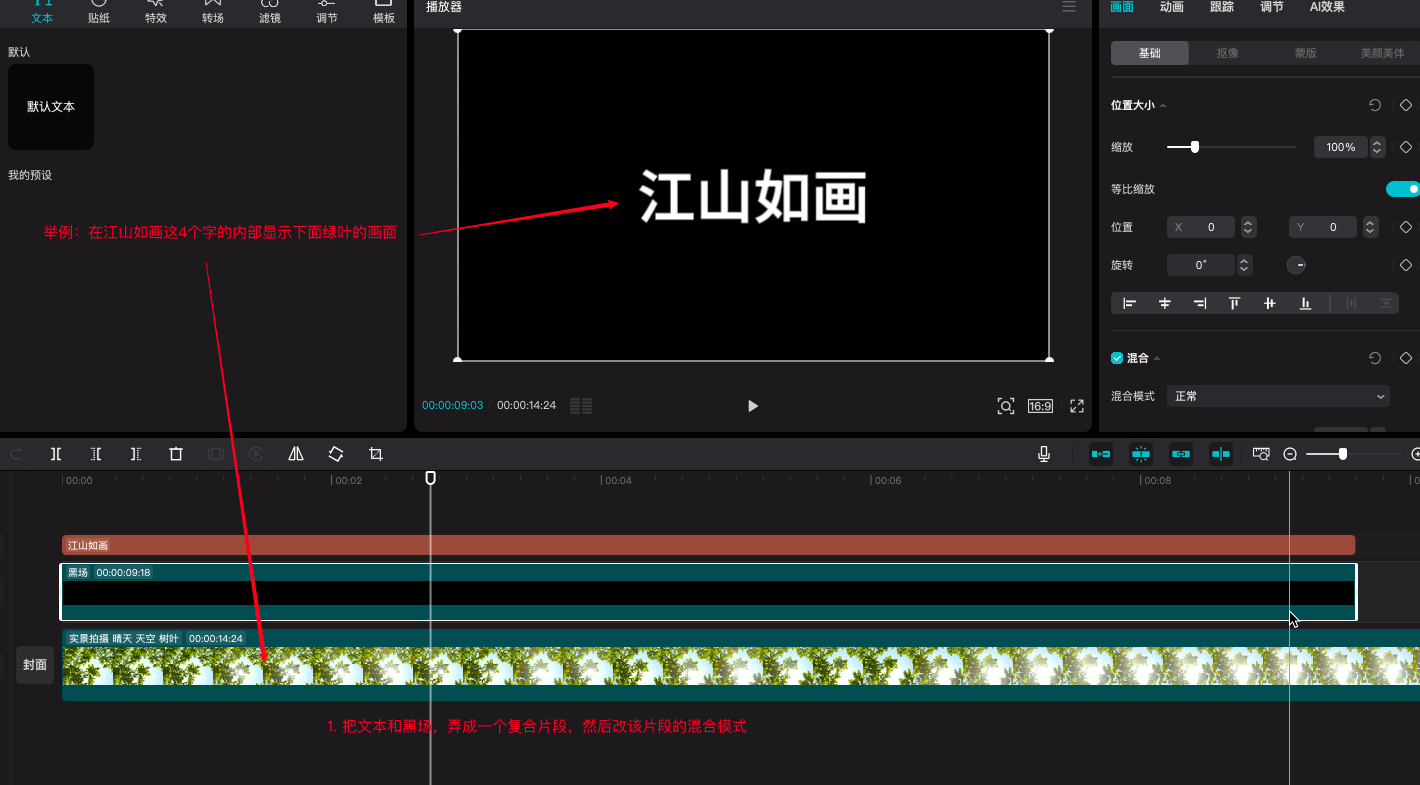 文本 贴纸 特效 转场 滤镜 调节 模板
默认
默认文本
我的预设
举例：在江山如画这4个字的内部显示下面绿叶的画面
播放器
江山如画
00:00:09:03 00:00:14:24
16:9
画面 动画 跟踪 调节 AI效果
基础 抠像 蒙版 美颜美体
位置大小
缩放 100%
等比缩放
位置 X 0 Y 0
旋转 0°
混合
混合模式 正常
00:00 00:02 00:04 00:06 00:08
江山如画
黑场 00:00:09:18
实景拍摄 晴天 天空 树叶 00:00:14:24
封面
1. 把文本和黑场，弄成一个复合片段，然后改该片段的混合模式